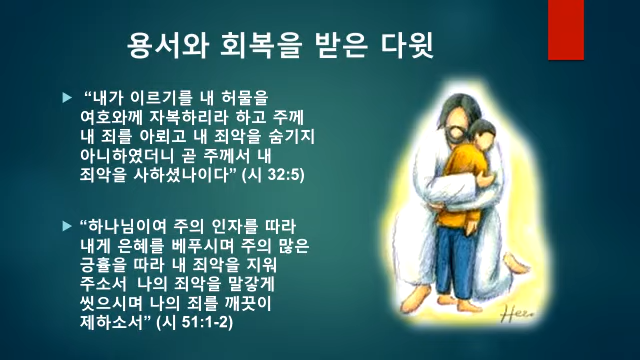 용서와 회복을 받은 다윗
“내가 이르기를 내 허물을
여호와께 자복하리라 하고 주께
내 죄를 아뢰고 내 죄악을 숨기지
아니하였더니 곧 주께서 내
죄악을 사하셨나이다” (시 32:5)
“하나님이여 주의 인자를 따라
내게 은혜를 베푸시며 주의 많은
긍휼을 따라 내 죄악을 지워
주소서 나의 죄악을 말갛게
씻으시며 나의 죄를 깨끗이
제하소서” (시 51:1-2)